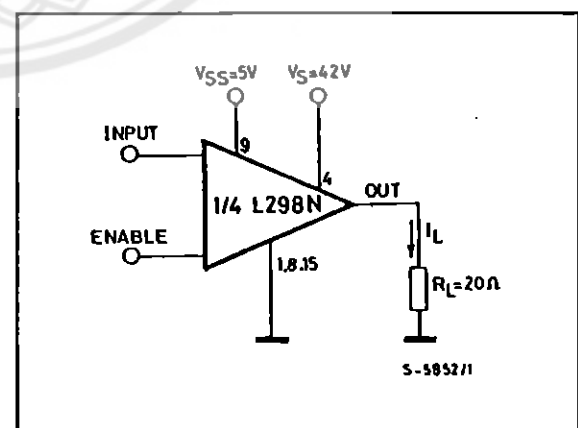 VSS=5V VS=42V
INPUT
9
4
OUT
1/4 L298N
IL
ENABLE
1,8.15
RL=20Ω
S-5852/1